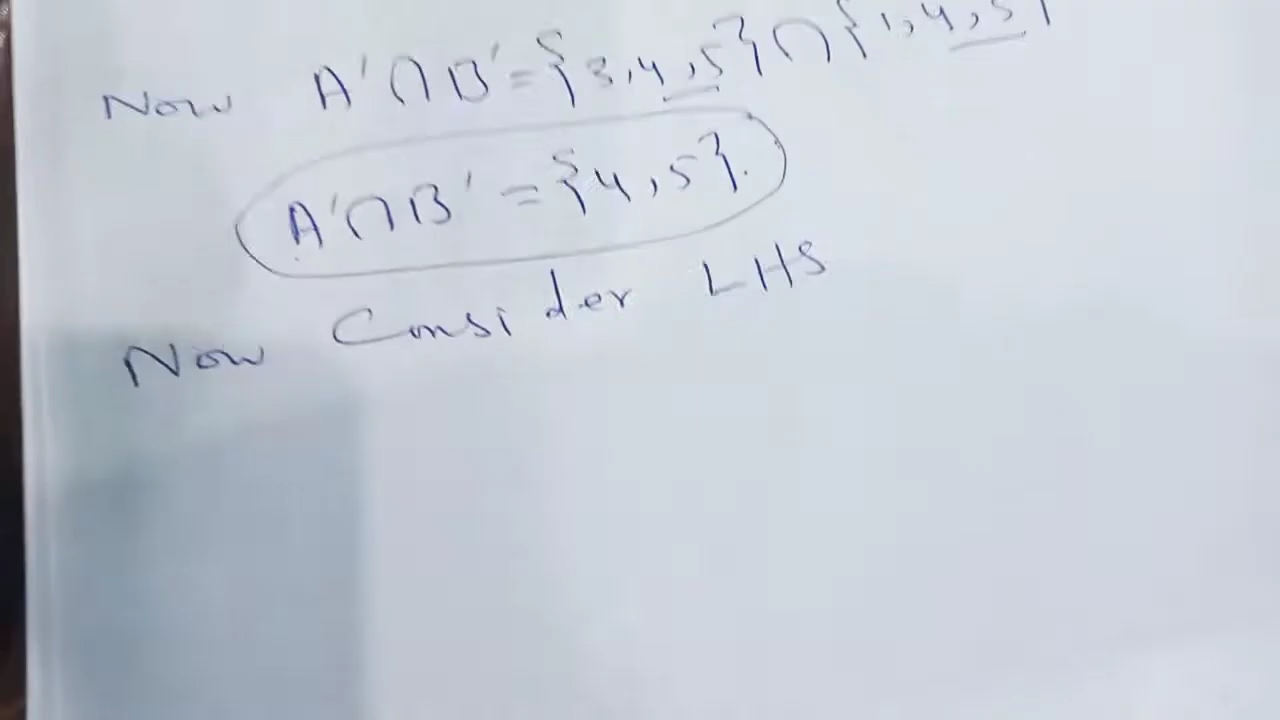 Now A'∩B' = {3,4,5}∩{1,4,5}
A'∩B' = {4,5}.
Now Consider LHS